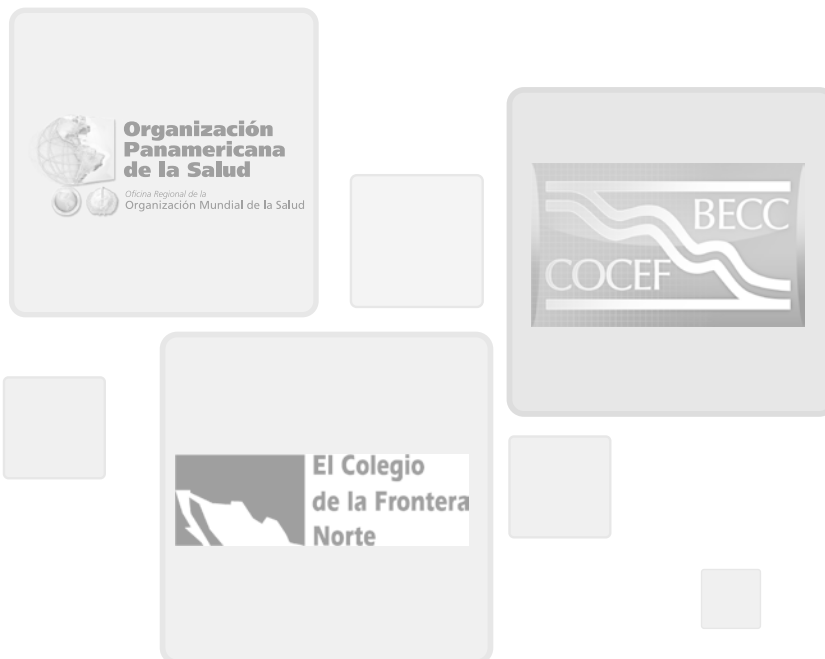 Organización
Panamericana
de la Salud
Oficina Regional de la
Organización Mundial de la Salud
BECC
COCEF
El Colegio
de la Frontera
Norte